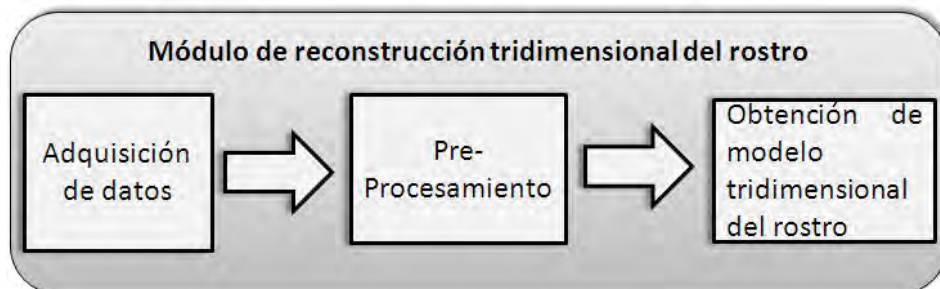 Módulo de reconstrucción tridimensional del rostro
Adquisición
de datos
Pre-
Procesamiento
Obtención de
modelo
tridimensional
del rostro